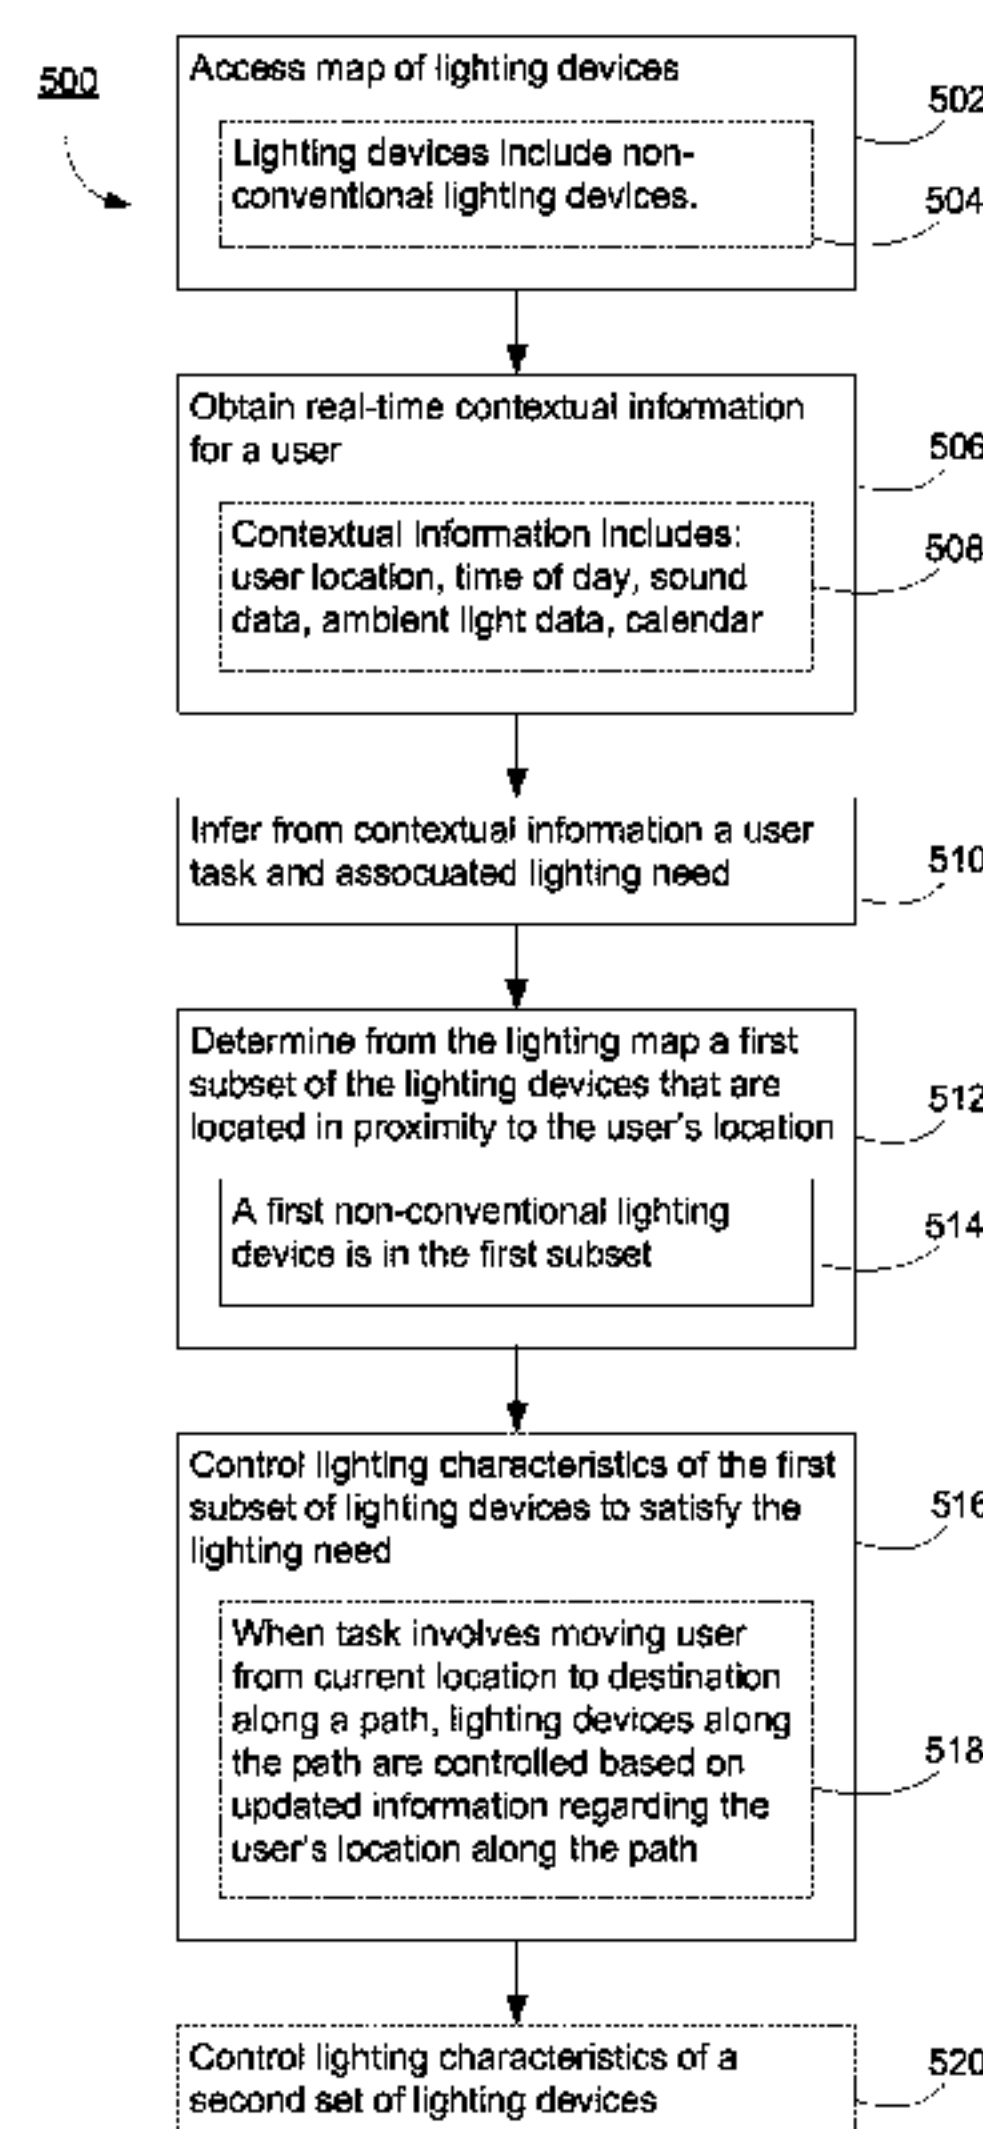 500
Access map of lighting devices
502
Lighting devices include non-
conventional lighting devices.
504
Obtain real-time contextual information
for a user
506
Contextual Information Includes:
user location, time of day, sound
data, ambient light data, calendar
508
Infer from contextual information a user
task and assocuated lighting need
510
Determine from the lighting map a first
subset of the lighting devices that are
located in proximity to the user's location
512
A first non-conventional lighting
device is in the first subset
514
Control lighting characteristics of the first
subset of lighting devices to satisfy the
lighting need
516
When task involves moving user
from current location to destination
along a path, lighting devices along
the path are controlled based on
updated information regarding the
user's location along the path
518
Control lighting characteristics of a
second set of lighting devices
520